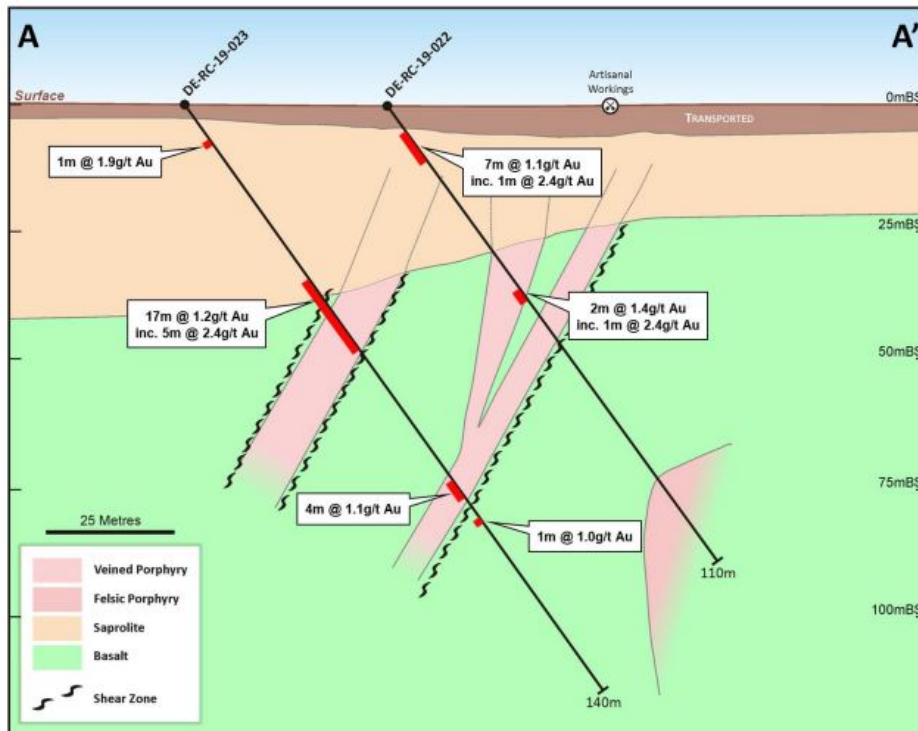 A
A'
DE-RC-19-023
DE-RC-19-022
Artisanal
Workings
Surface
0mBS
TRANSPORTED
1m @ 1.9g/t Au
7m @ 1.1g/t Au
inc. 1m @ 2.4g/t Au
25mBS
17m @ 1.2g/t Au
inc. 5m @ 2.4g/t Au
2m @ 1.4g/t Au
inc. 1m @ 2.4g/t Au
50mBS
75mBS
4m @ 1.1g/t Au
1m @ 1.0g/t Au
25 Metres
110m
100mBS
140m
Veined Porphyry
Felsic Porphyry
Saprolite
Basalt
Shear Zone